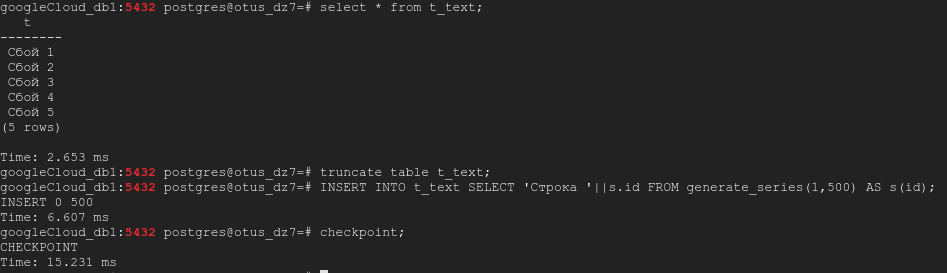 googleCloud_db1:5432 postgres@otus_dz7=# select * from t_text;
t
--------
Сбой 1
Сбой 2
Сбой 3
Сбой 4
Сбой 5
(5 rows)
Time: 2.653 ms
googleCloud_db1:5432 postgres@otus_dz7=# truncate table t_text;
googleCloud_db1:5432 postgres@otus_dz7=# INSERT INTO t_text SELECT 'Строка '||s.id FROM generate_series(1,500) AS s(id);
INSERT 0 500
Time: 6.607 ms
googleCloud_db1:5432 postgres@otus_dz7=# checkpoint;
CHECKPOINT
Time: 15.231 ms